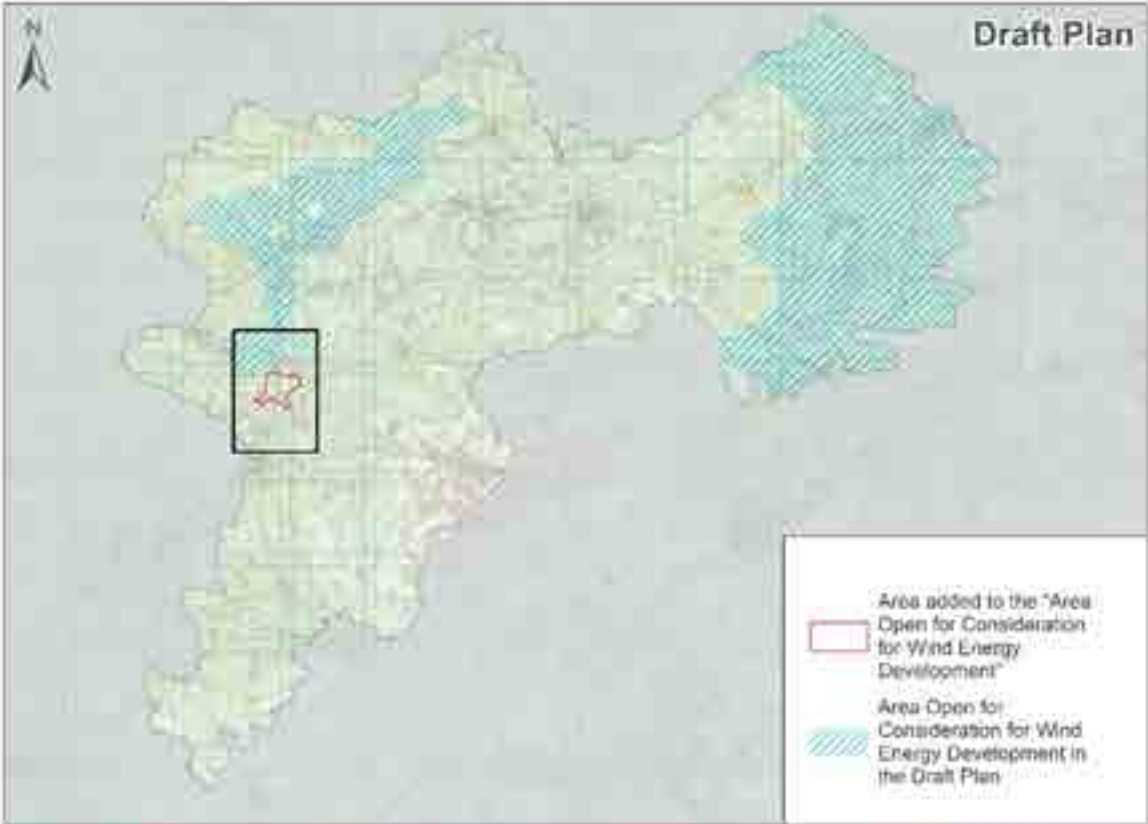 N
Draft Plan
Area added to the "Area
Open for Consideration
for Wind Energy
Development"
Area Open for
Consideration for Wind
Energy Development in
the Draft Plan